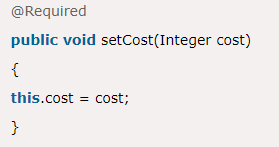 @Required
public void setCost(Integer cost)
{
this.cost = cost;
}